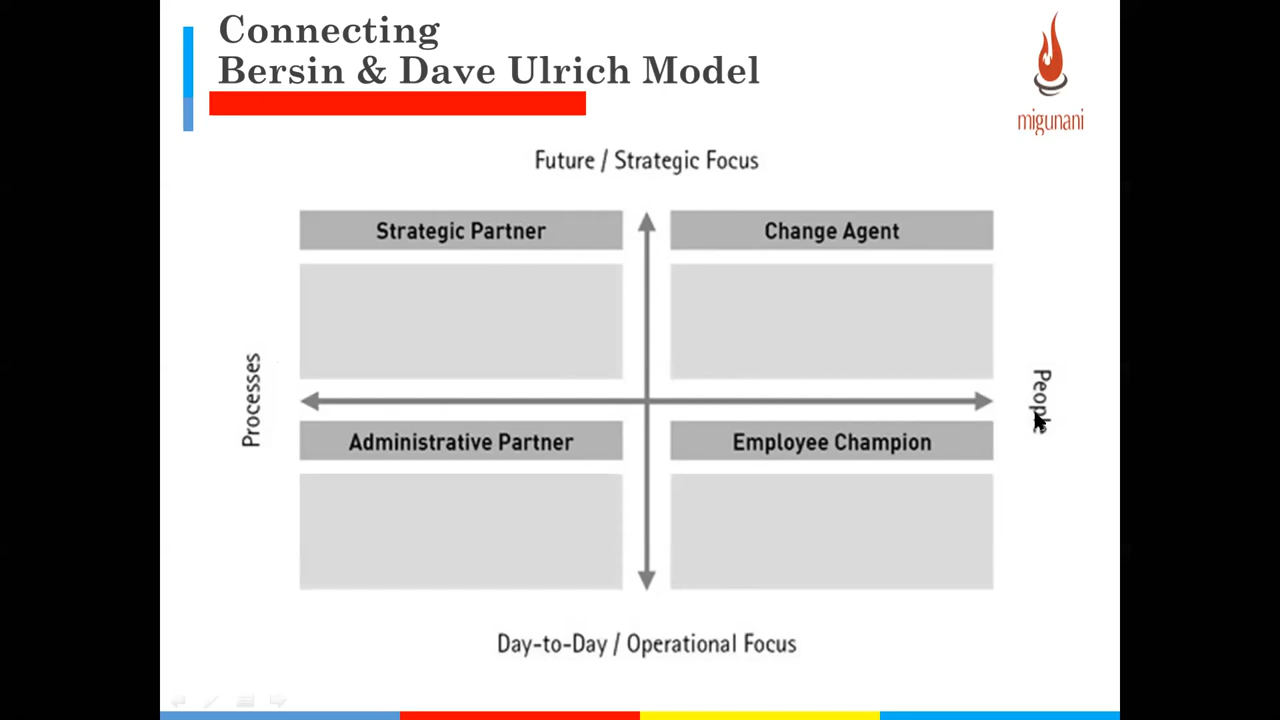 Connecting
Bersin & Dave Ulrich Model
migunani
Future / Strategic Focus
Strategic Partner
Change Agent
Processes
People
Administrative Partner
Employee Champion
Day-to-Day / Operational Focus